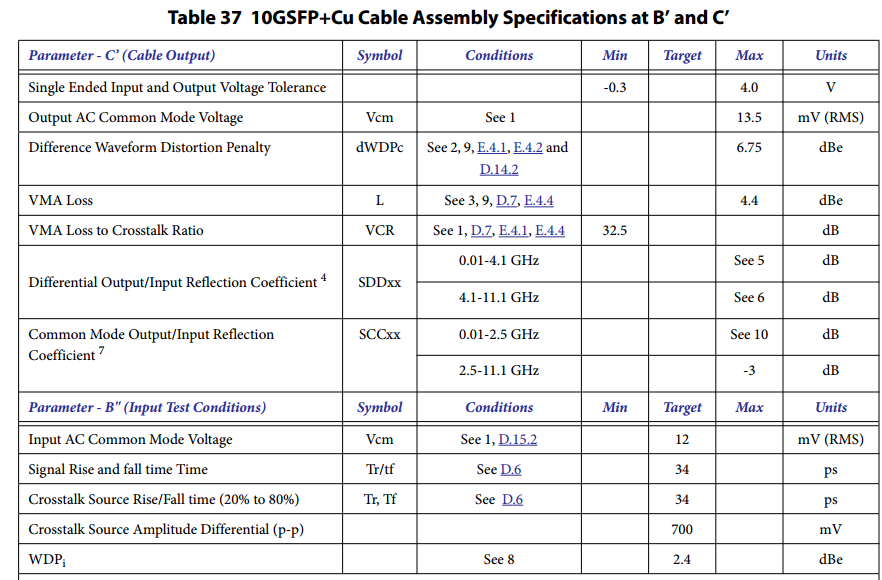 Table 37 10GSFP+Cu Cable Assembly Specifications at B’ and C’
Parameter - C’ (Cable Output) Symbol Conditions Min Target Max Units
Single Ended Input and Output Voltage Tolerance -0.3 4.0 V
Output AC Common Mode Voltage Vcm See 1 13.5 mV (RMS)
Difference Waveform Distortion Penalty dWDPc See 2, 9, E.4.1, E.4.2 and 6.75 dBe
D.14.2
VMA Loss L See 3, 9, D.7, E.4.4 4.4 dBe
VMA Loss to Crosstalk Ratio VCR See 1, D.7, E.4.1, E.4.4 32.5 dB
Differential Output/Input Reflection Coefficient 4 SDDxx 0.01-4.1 GHz See 5 dB
4.1-11.1 GHz See 6 dB
Common Mode Output/Input Reflection SCCxx 0.01-2.5 GHz See 10 dB
Coefficient 7
2.5-11.1 GHz -3 dB
Parameter - B" (Input Test Conditions) Symbol Conditions Min Target Max Units
Input AC Common Mode Voltage Vcm See 1, D.15.2 12 mV (RMS)
Signal Rise and fall time Time Tr/tf See D.6 34 ps
Crosstalk Source Rise/Fall time (20% to 80%) Tr, Tf See D.6 34 ps
Crosstalk Source Amplitude Differential (p-p) 700 mV
WDPi See 8 2.4 dBe